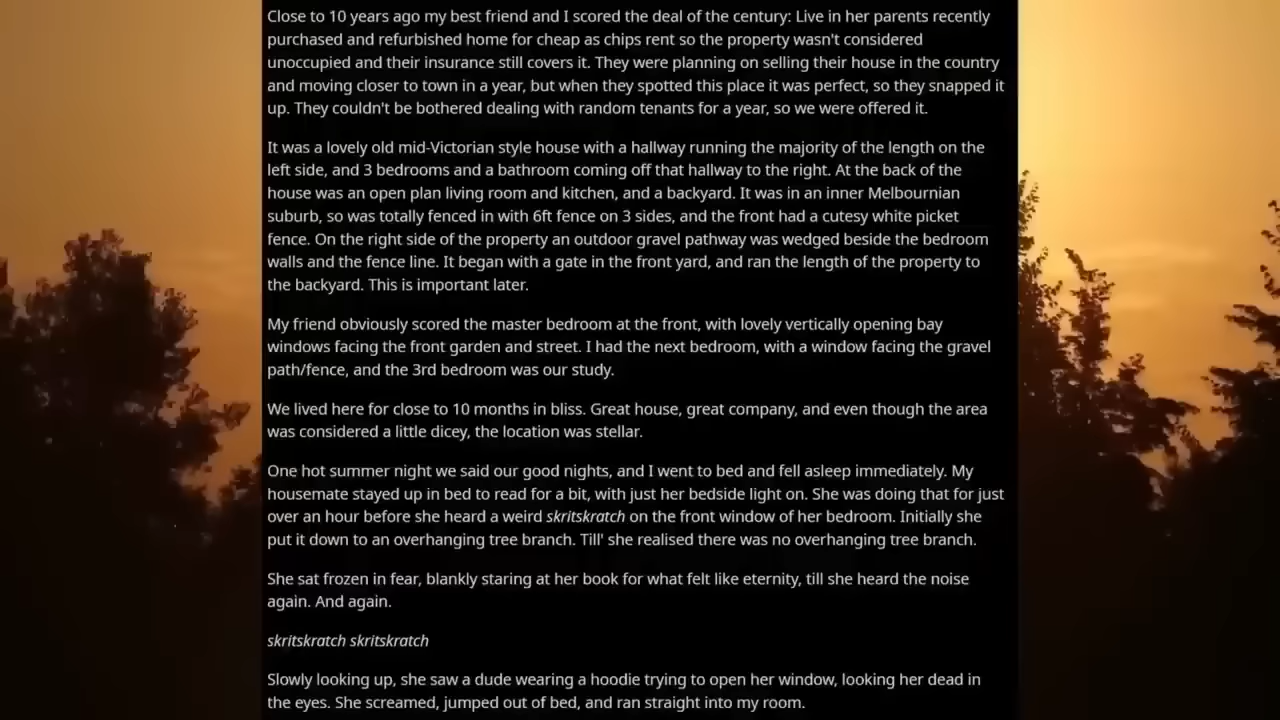 Close to 10 years ago my best friend and I scored the deal of the century: Live in her parents recently
purchased and refurbished home for cheap as chips rent so the property wasn't considered
unoccupied and their insurance still covers it. They were planning on selling their house in the country
and moving closer to town in a year, but when they spotted this place it was perfect, so they snapped it
up. They couldn't be bothered dealing with random tenants for a year, so we were offered it.
It was a lovely old mid-Victorian style house with a hallway running the majority of the length on the
left side, and 3 bedrooms and a bathroom coming off that hallway to the right. At the back of the
house was an open plan living room and kitchen, and a backyard. It was in an inner Melbournian
suburb, so was totally fenced in with 6ft fence on 3 sides, and the front had a cutesy white picket
fence. On the right side of the property an outdoor gravel pathway was wedged beside the bedroom
walls and the fence line. It began with a gate in the front yard, and ran the length of the property to
the backyard. This is important later.
My friend obviously scored the master bedroom at the front, with lovely vertically opening bay
windows facing the front garden and street. I had the next bedroom, with a window facing the gravel
path/fence, and the 3rd bedroom was our study.
We lived here for close to 10 months in bliss. Great house, great company, and even though the area
was considered a little dicey, the location was stellar.
One hot summer night we said our good nights, and I went to bed and fell asleep immediately. My
housemate stayed up in bed to read for a bit, with just her bedside light on. She was doing that for just
over an hour before she heard a weird skritskratch on the front window of her bedroom. Initially she
put it down to an overhanging tree branch. Till' she realised there was no overhanging tree branch.
She sat frozen in fear, blankly staring at her book for what felt like eternity, till she heard the noise
again. And again.
skritskratch skritskratch
Slowly looking up, she saw a dude wearing a hoodie trying to open her window, looking her dead in
the eyes. She screamed, jumped out of bed, and ran straight into my room.